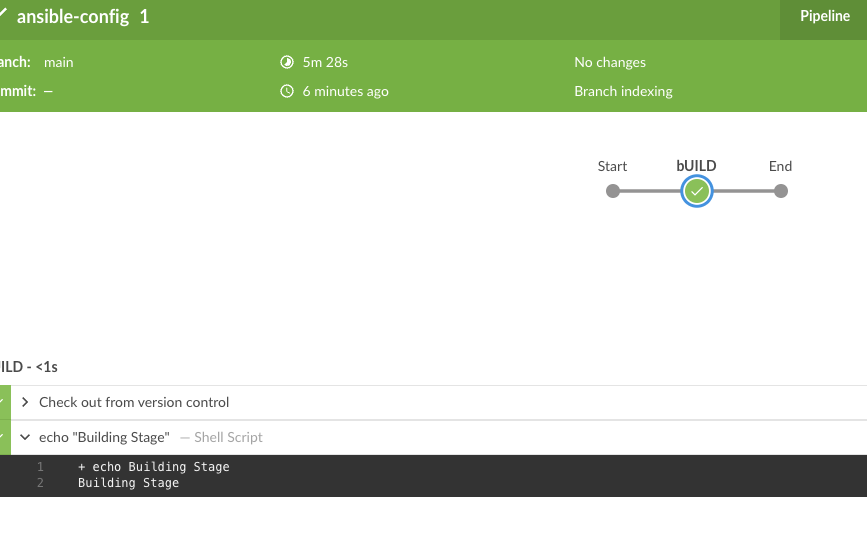 ansible-config 1
Pipeline
anch: main
5m 28s
No changes
mmit: —
6 minutes ago
Branch indexing
Start
bUILD
End
ILD - <1s
Check out from version control
echo "Building Stage" — Shell Script
1 + echo Building Stage
2 Building Stage